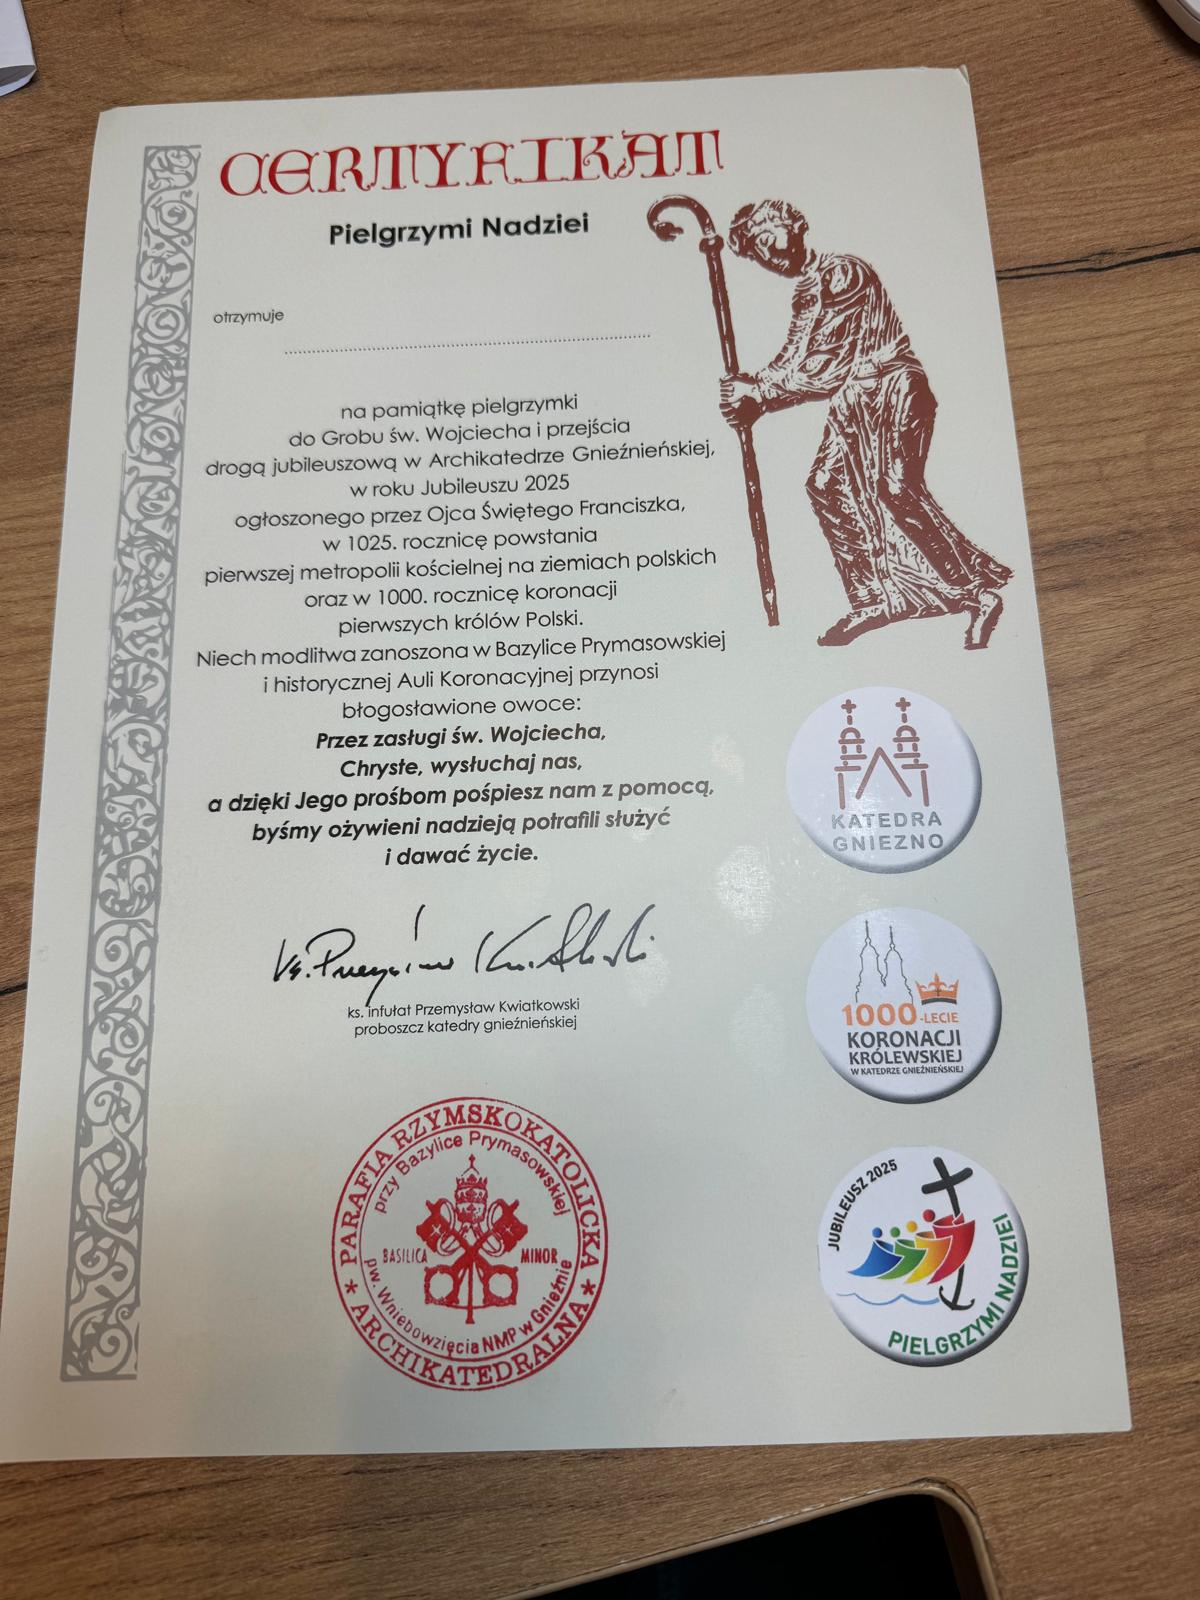 CERTYFIKAT
Pielgrzymi Nadziei
otrzymuje
........................................................................
na pamiątkę pielgrzymki
do Grobu św. Wojciecha i przejścia
drogą jubileuszową w Archikatedrze Gnieźnieńskiej,
w roku Jubileuszu 2025
ogłoszonego przez Ojca Świętego Franciszka,
w 1025. rocznicę powstania
pierwszej metropolii kościelnej na ziemiach polskich
oraz w 1000. rocznicę koronacji
pierwszych królów Polski.
Niech modlitwa zanoszona w Bazylice Prymasowskiej
i historycznej Auli Koronacyjnej przynosi
błogosławione owoce:
Przez zasługi św. Wojciecha,
Chryste, wysłuchaj nas,
a dzięki Jego prośbom pośpiesz nam z pomocą,
byśmy ożywieni nadzieją potrafili służyć
i dawać życie.
ks. Przemysław Kwiatkowski
ks. infułat Przemysław Kwiatkowski
proboszcz katedry gnieźnieńskiej
PARAFIA RZYMSKOKATOLICKA
ARCHIKATEDRALNA
przy Bazylice Prymasowskiej
pw. Wniebowzięcia NMP w Gnieźnie
BASILICA MINOR
KATEDRA
GNIEZNO
1000-LECIE
KORONACJI
KRÓLEWSKIEJ
W KATEDRZE GNIEŹNIEŃSKIEJ
JUBILEUSZ 2025
PIELGRZYMI NADZIEI